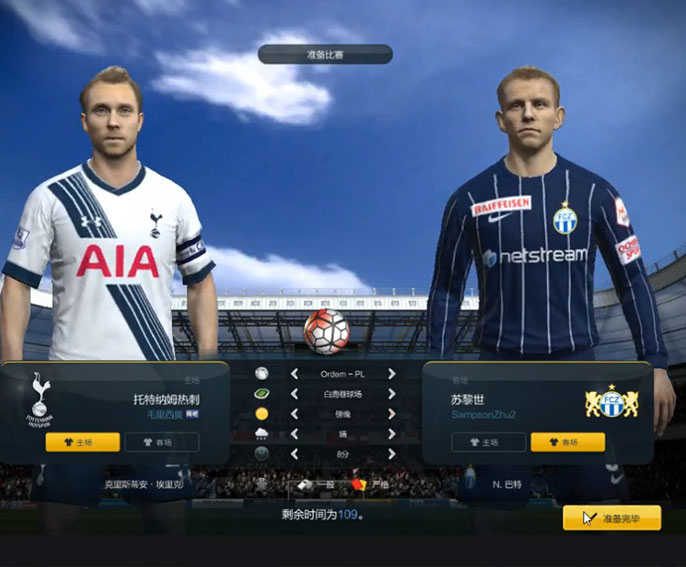 准备比赛
RAIFFEISEN
FCZ
AIA
netstream
主场
客场
Ordem - PL
托特纳姆热刺
苏黎世
毛里西奥
白鹿巷球场
SampsonZhu2
傍晚
TOTTENHAM
HOTSPUR
FCZ
主场
客场
晴
主场
客场
8分
克里斯蒂安·埃里克
一般
严格
N. 巴特
剩余时间为109。
准备完毕